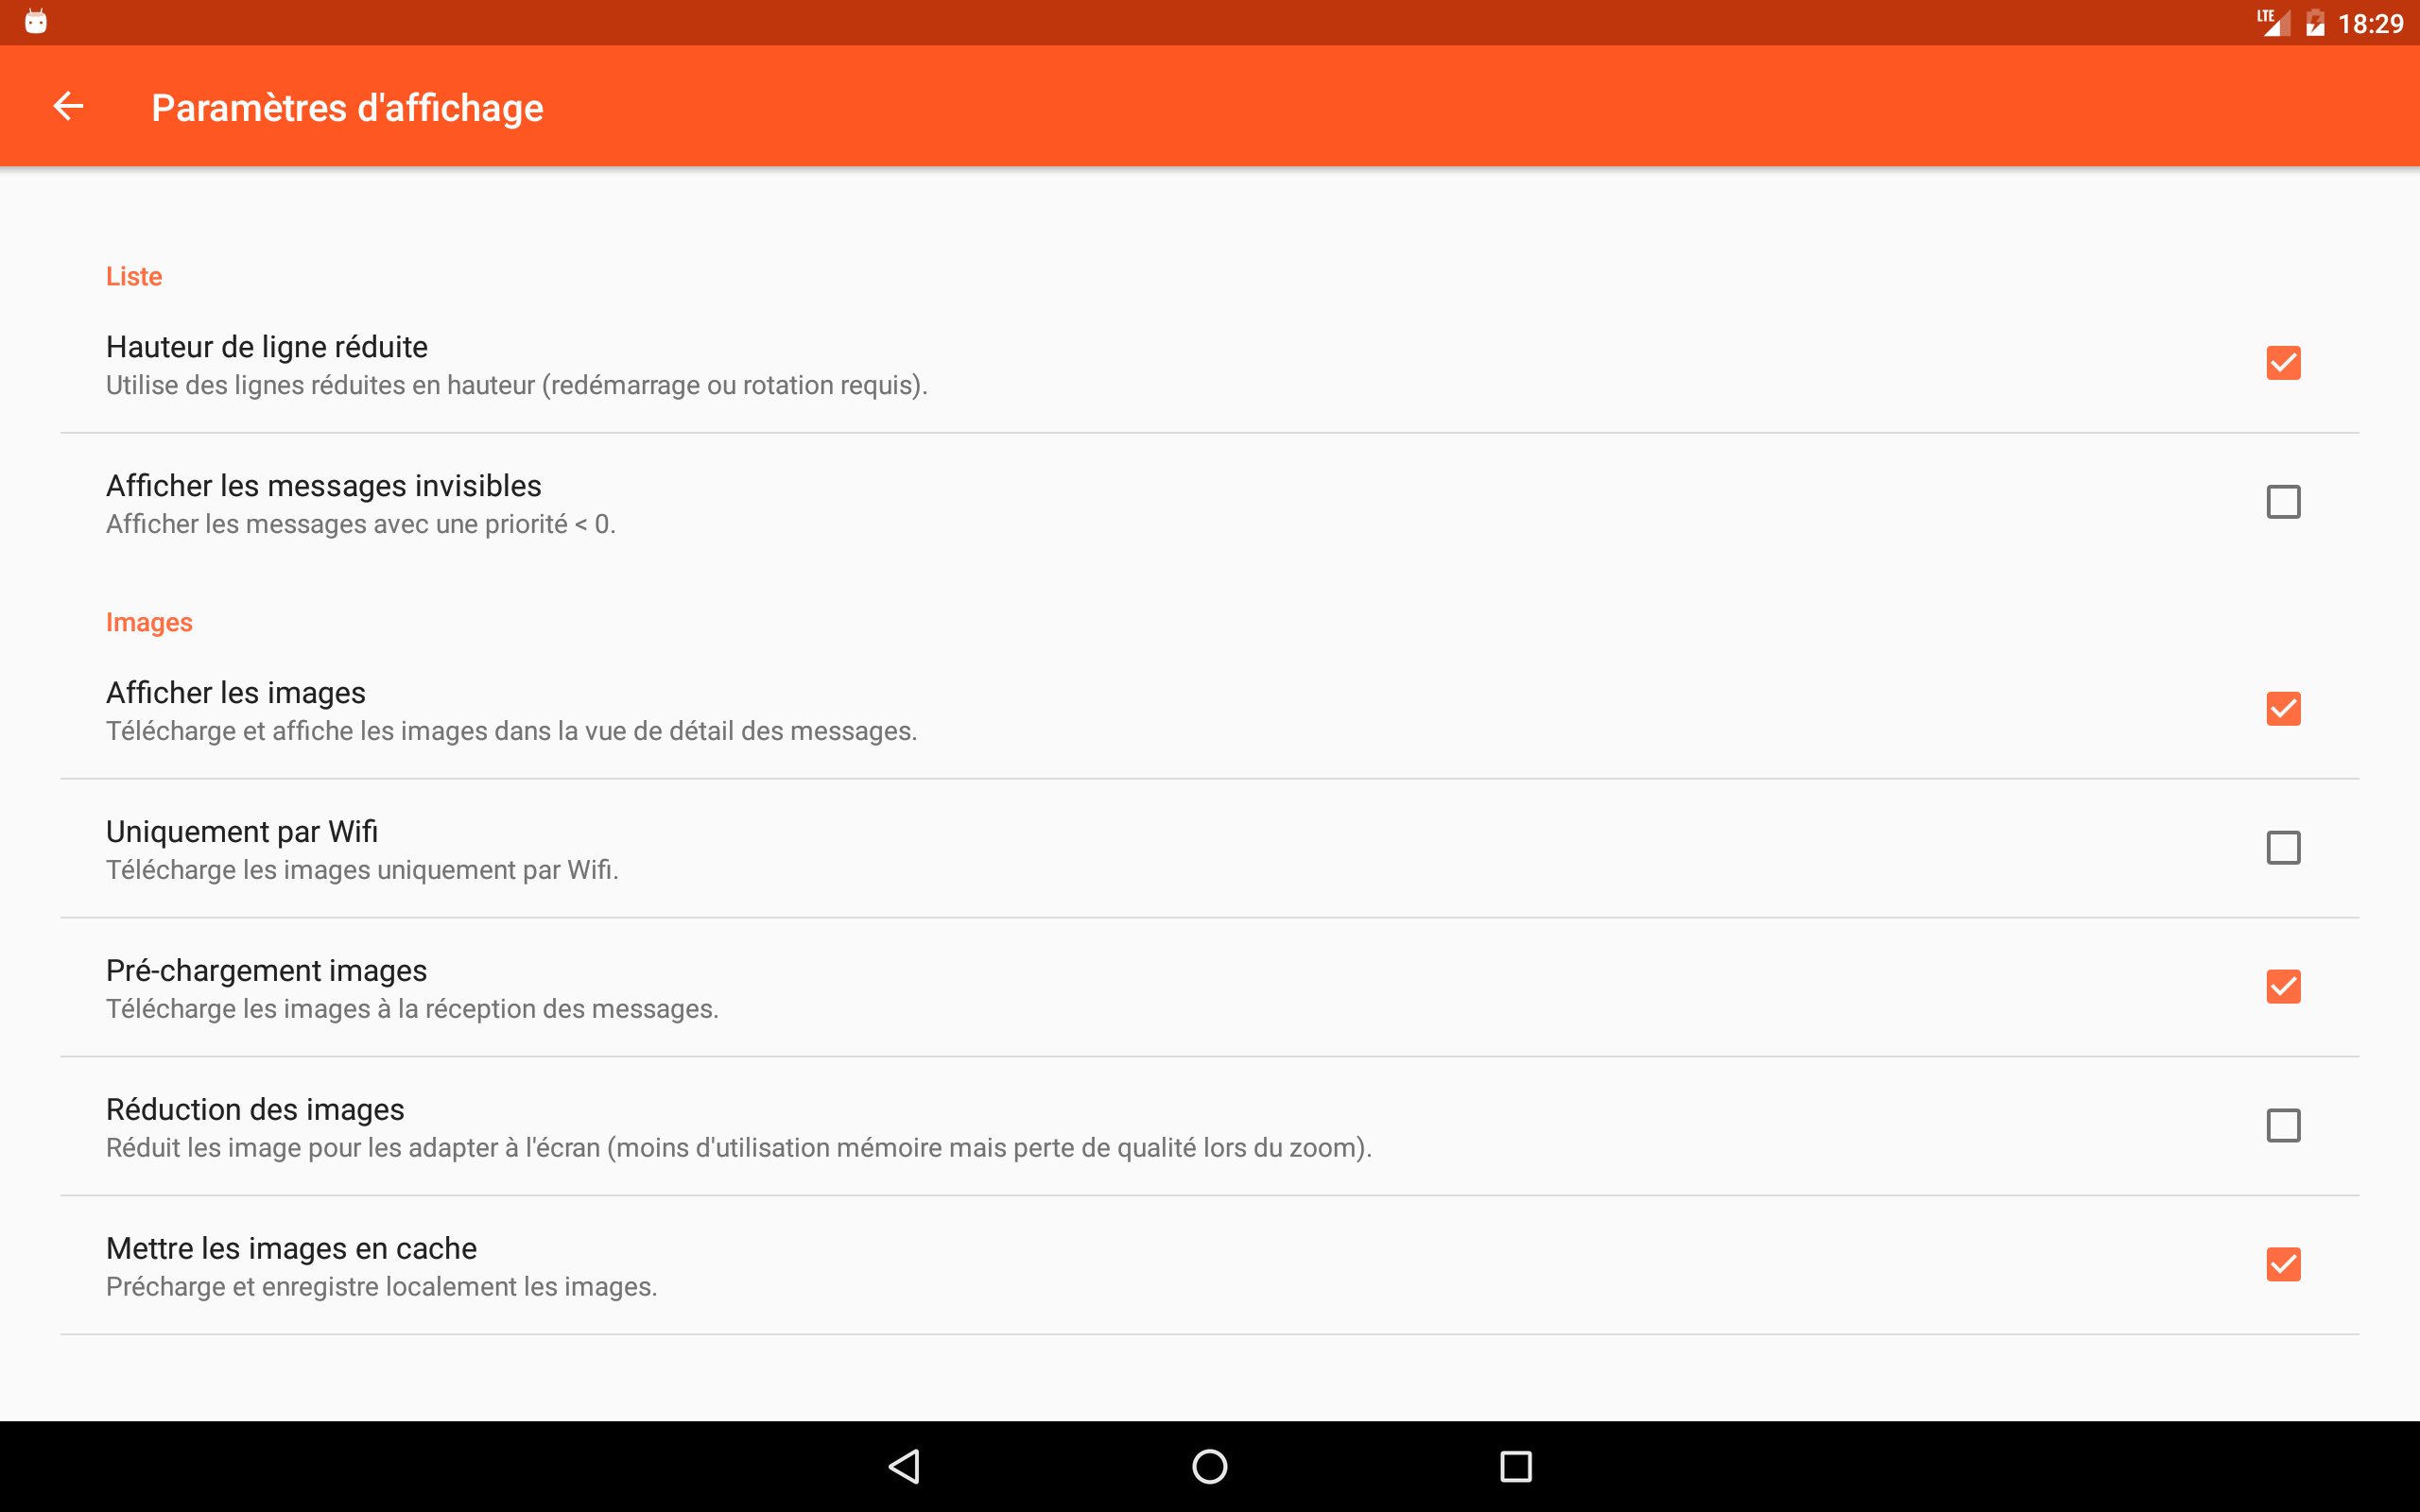 LTE 18:29
Paramètres d'affichage
Liste
Hauteur de ligne réduite
Utilise des lignes réduites en hauteur (redémarrage ou rotation requis).
Afficher les messages invisibles
Afficher les messages avec une priorité < 0.
Images
Afficher les images
Télécharge et affiche les images dans la vue de détail des messages.
Uniquement par Wifi
Télécharge les images uniquement par Wifi.
Pré-chargement images
Télécharge les images à la réception des messages.
Réduction des images
Réduit les image pour les adapter à l'écran (moins d'utilisation mémoire mais perte de qualité lors du zoom).
Mettre les images en cache
Précharge et enregistre localement les images.